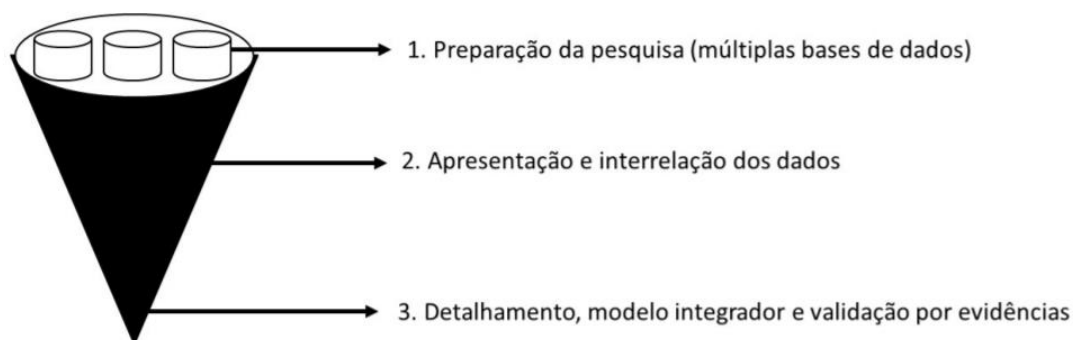 1. Preparação da pesquisa (múltiplas bases de dados)
2. Apresentação e interrelação dos dados
3. Detalhamento, modelo integrador e validação por evidências